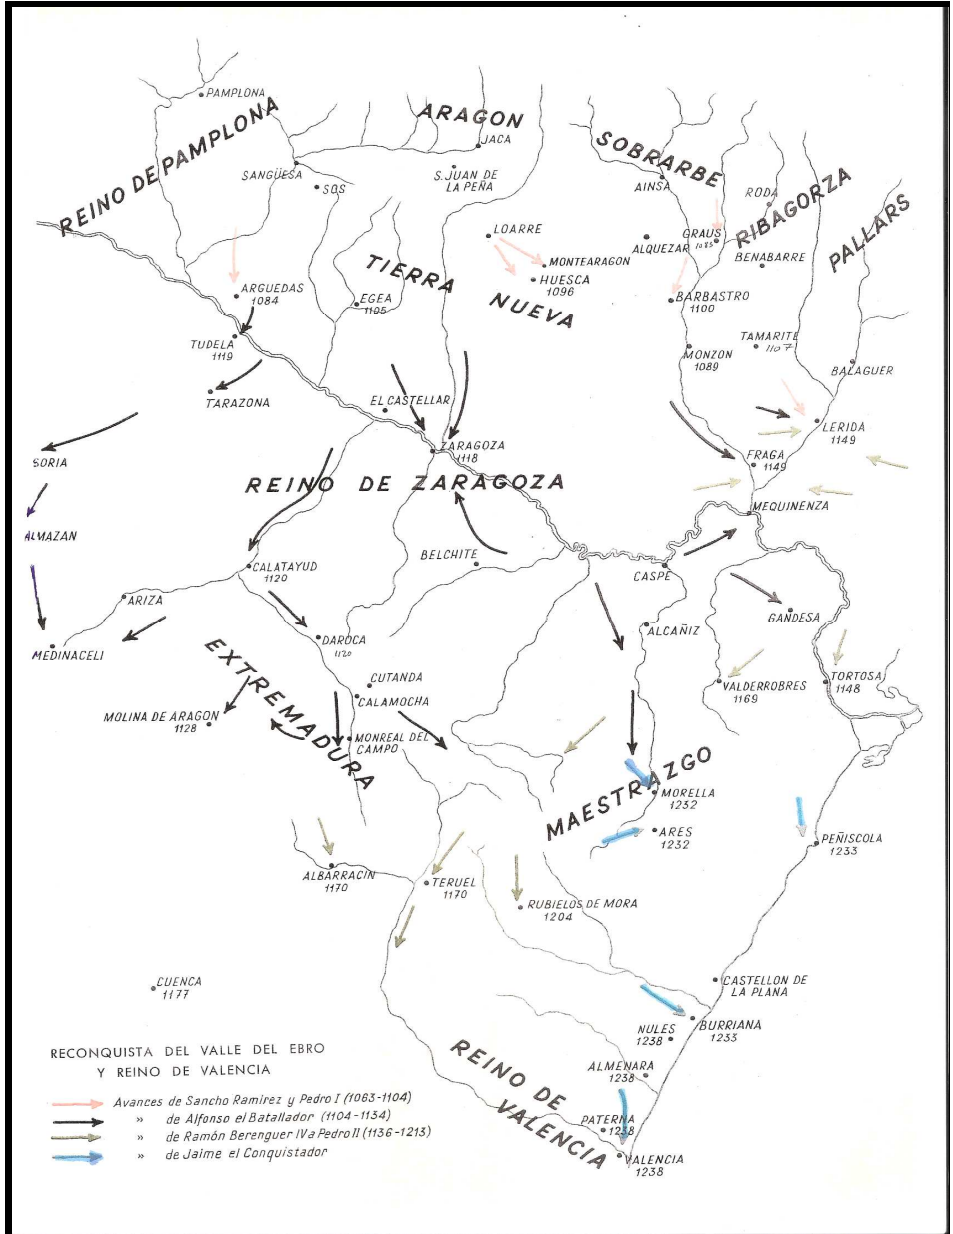 PAMPLONA
REINO DE PAMPLONA
ARAGON
JACA
SANGÜESA
SOS
S. JUAN DE
LA PEÑA
SOBRARBE
AINSA
RODA
RIBAGORZA
PALLARS
LOARRE
ALQUEZAR
GRAUS
1085
BENABARRE
TIERRA
NUEVA
MONTEARAGON
HUESCA
1096
ARGUEDAS
1084
EGEA
1105
BARBASTRO
1100
TUDELA
1119
MONZON
1089
TAMARITE
1107
BALAGUER
TARAZONA
EL CASTELLAR
LERIDA
1149
ZARAGOZA
1118
SORIA
FRAGA
1149
REINO DE ZARAGOZA
MEQUINENZA
ALMAZAN
BELCHITE
CALATAYUD
1120
CASPE
ARIZA
GANDESA
ALCAÑIZ
DAROCA
1120
MEDINACELI
EXTREMADURA
CUTANDA
CALAMOCHA
VALDERROBRES
1169
TORTOSA
1148
MOLINA DE ARAGON
1128
MONREAL DEL
CAMPO
MAESTRAZGO
MORELLA
1232
ARES
1232
PEÑISCOLA
1233
ALBARRACIN
1170
TERUEL
1170
RUBIELOS DE MORA
1204
CUENCA
1177
CASTELLON DE
LA PLANA
BURRIANA
1233
NULES
1238
ALMENARA
1238
REINO DE
VALENCIA
PATERNA
1238
VALENCIA
1238
RECONQUISTA DEL VALLE DEL EBRO
Y REINO DE VALENCIA
Avances de Sancho Ramirez y Pedro I (1063-1104)
» de Alfonso el Batallador (1104-1134)
» de Ramón Berenguer IV a Pedro II (1136-1213)
» de Jaime el Conquistador